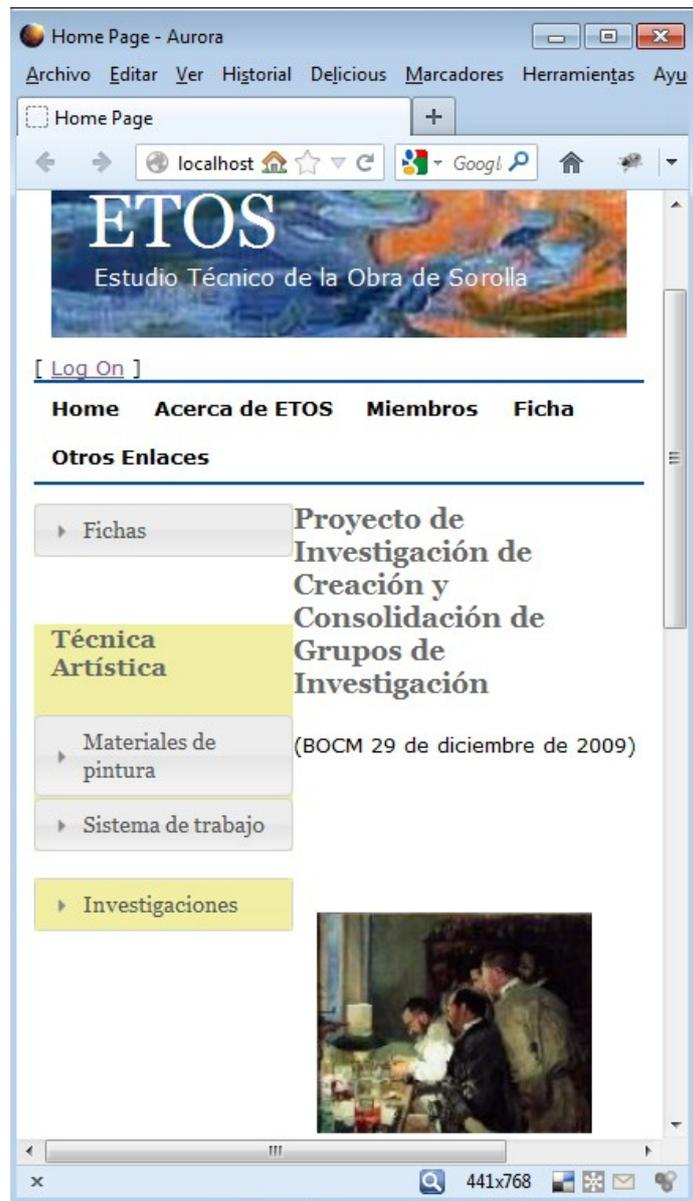 Home Page - Aurora
Archivo Editar Ver Historial Delicious Marcadores Herramientas Ayu
Home Page
localhost
Googl
ETOS
Estudio Técnico de la Obra de Sorolla
[ Log On ]
Home Acerca de ETOS Miembros Ficha
Otros Enlaces
Fichas
Técnica
Artística
Materiales de
pintura
Sistema de trabajo
Investigaciones
Proyecto de
Investigación de
Creación y
Consolidación de
Grupos de
Investigación
(BOCM 29 de diciembre de 2009)
441x768